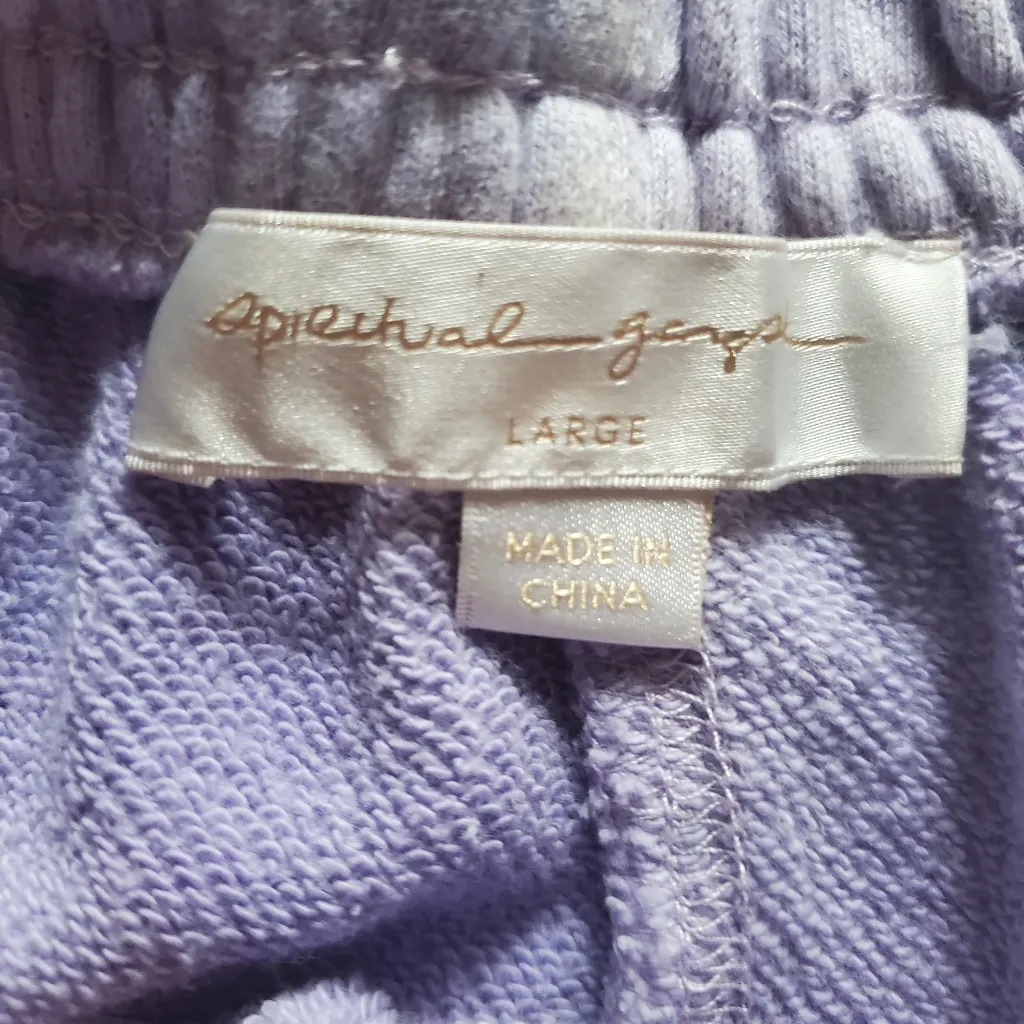 spiritual gangster
LARGE
MADE IN
CHINA